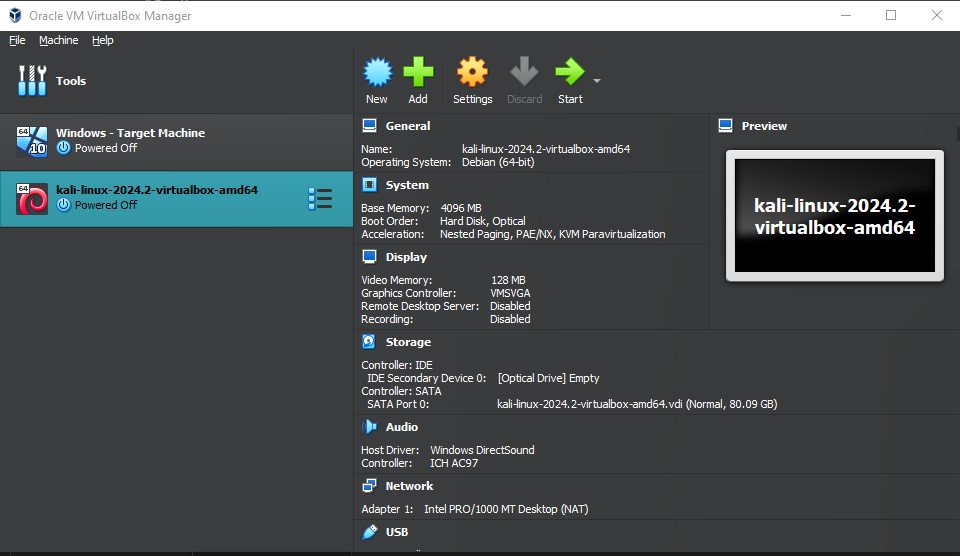 Oracle VM VirtualBox Manager
File Machine Help
Tools
New Add Settings Discard Start
64
10
Windows - Target Machine
Powered Off
64
kali-linux-2024.2-virtualbox-amd64
Powered Off
General
Name: kali-linux-2024.2-virtualbox-amd64
Operating System: Debian (64-bit)
System
Base Memory: 4096 MB
Boot Order: Hard Disk, Optical
Acceleration: Nested Paging, PAE/NX, KVM Paravirtualization
Display
Video Memory: 128 MB
Graphics Controller: VMSVGA
Remote Desktop Server: Disabled
Recording: Disabled
Storage
Controller: IDE
IDE Secondary Device 0: [Optical Drive] Empty
Controller: SATA
SATA Port 0: kali-linux-2024.2-virtualbox-amd64.vdi (Normal, 80.09 GB)
Audio
Host Driver: Windows DirectSound
Controller: ICH AC97
Network
Adapter 1: Intel PRO/1000 MT Desktop (NAT)
USB
Preview
kali-linux-2024.2-
virtualbox-amd64